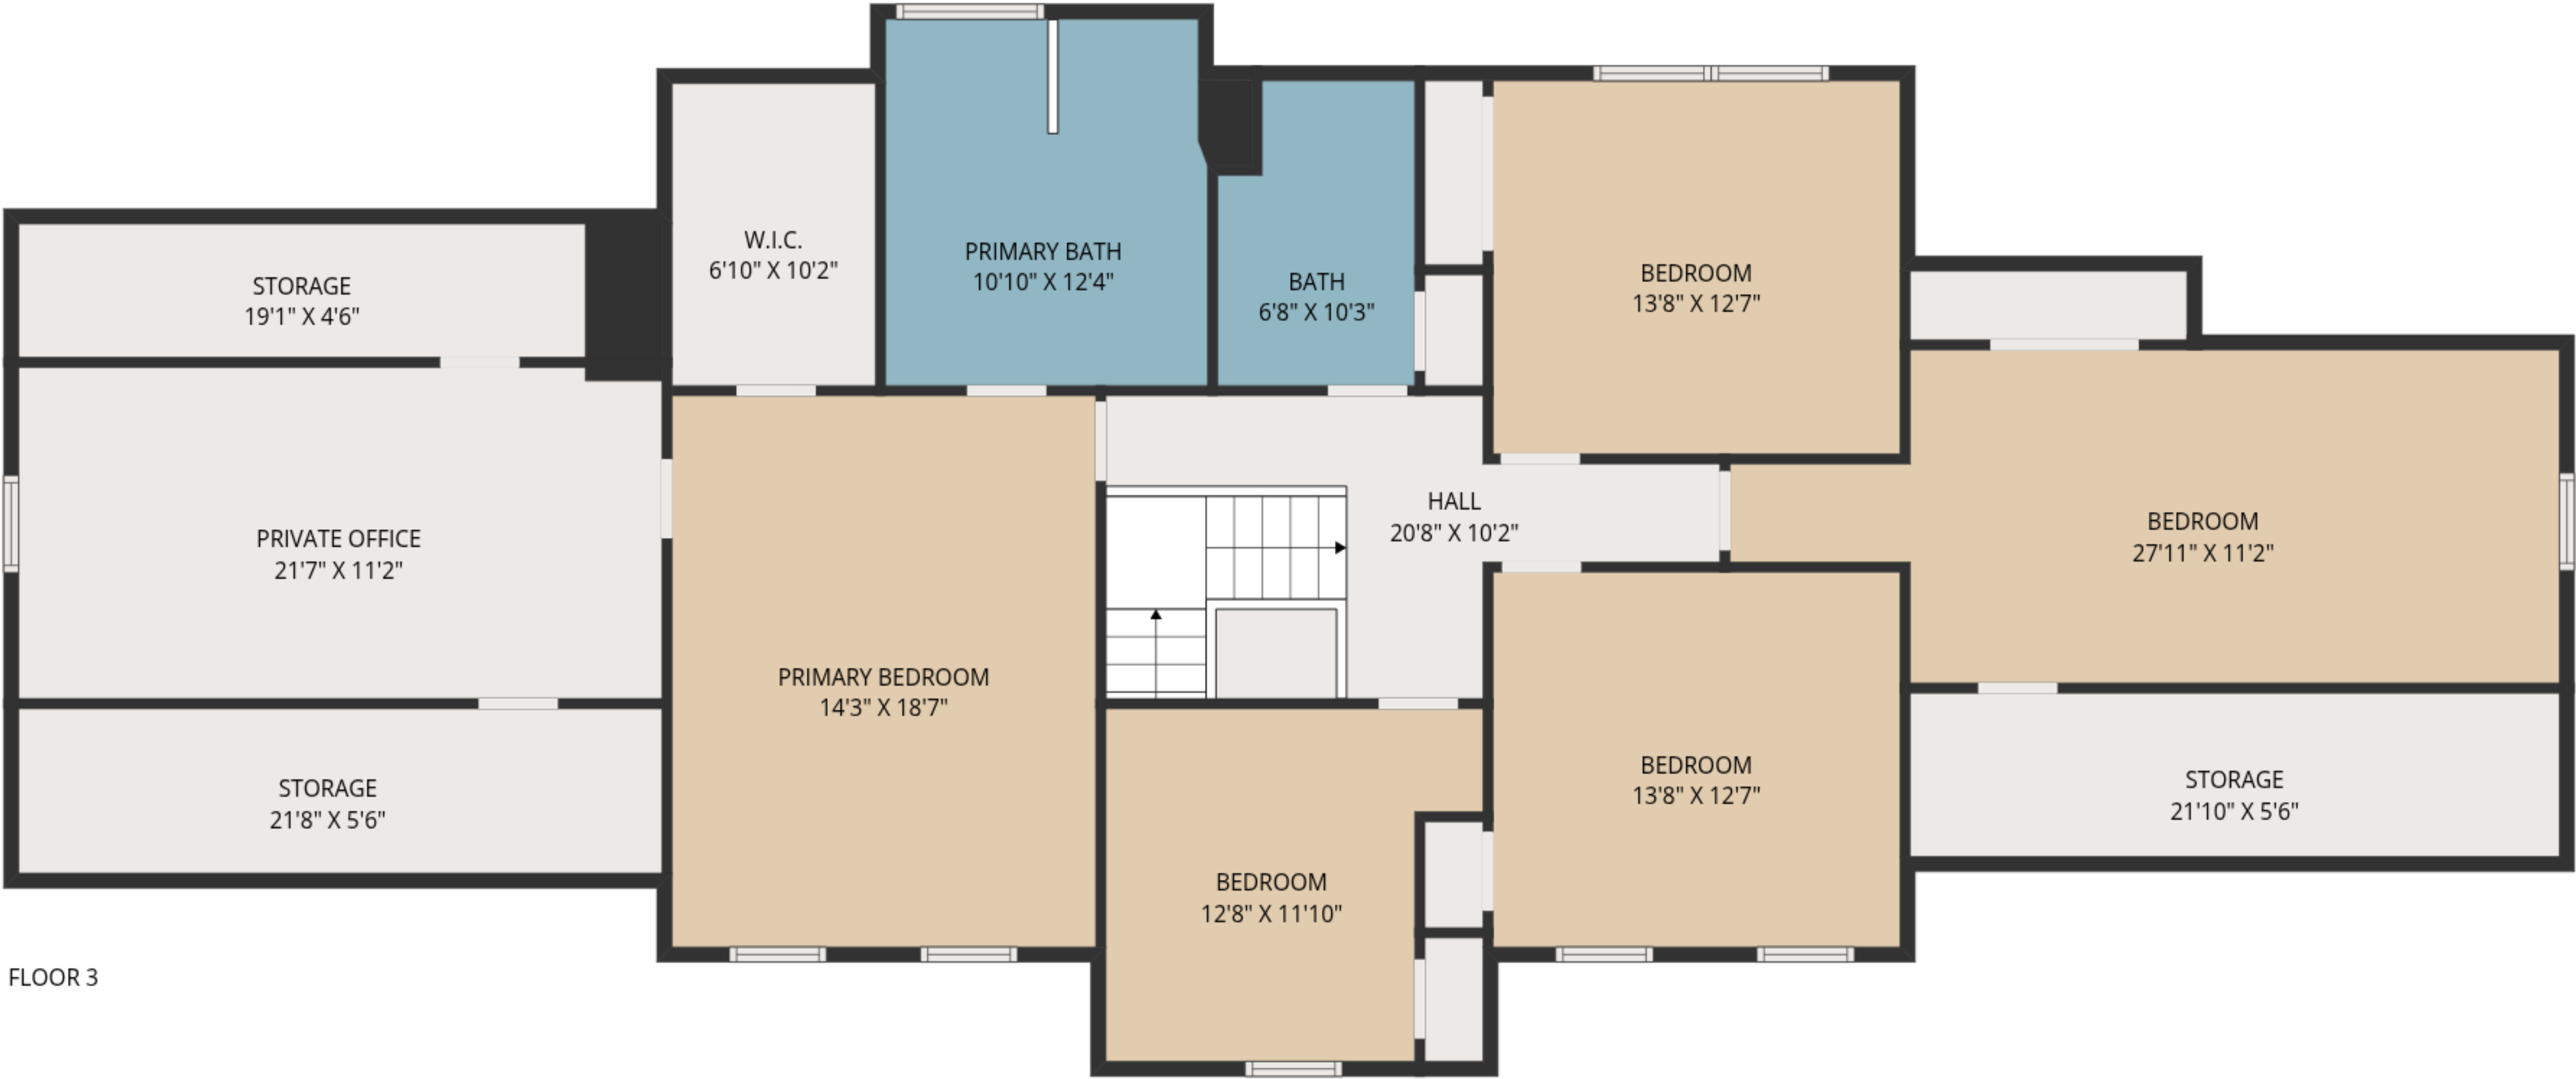 STORAGE
19'1" X 4'6"
W.I.C.
6'10" X 10'2"
PRIMARY BATH
10'10" X 12'4"
BATH
6'8" X 10'3"
BEDROOM
13'8" X 12'7"
PRIVATE OFFICE
21'7" X 11'2"
HALL
20'8" X 10'2"
BEDROOM
27'11" X 11'2"
PRIMARY BEDROOM
14'3" X 18'7"
STORAGE
21'8" X 5'6"
BEDROOM
12'8" X 11'10"
BEDROOM
13'8" X 12'7"
STORAGE
21'10" X 5'6"
FLOOR 3